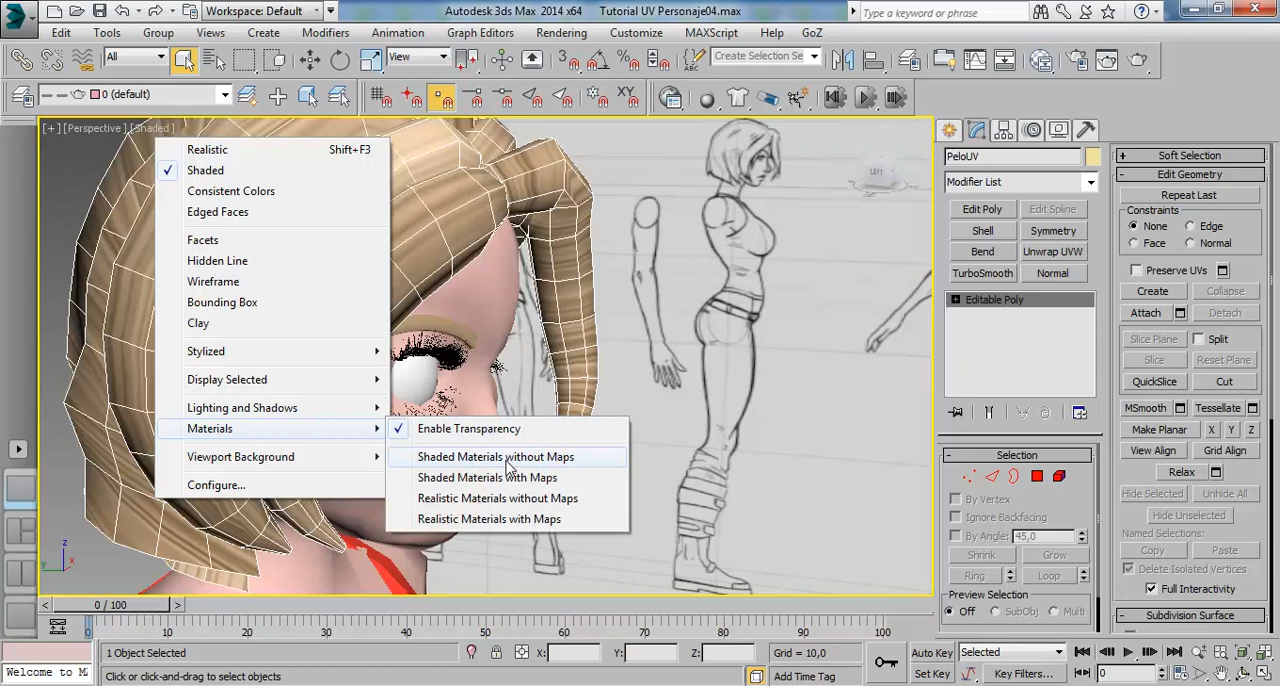 Workspace: Default
Autodesk 3ds Max 2014 x64 Tutorial UV Personaje04.max
Type a keyword or phrase
Edit Tools Group Views Create Modifiers Animation Graph Editors Rendering Customize MAXScript Help GoZ
All View Create Selection Se
0 (default)
[+] [Perspective] [Shaded]
Realistic Shift+F3
Shaded
Consistent Colors
Edged Faces
Facets
Hidden Line
Wireframe
Bounding Box
Clay
Stylized
Display Selected
Lighting and Shadows
Materials
Viewport Background
Configure...
Enable Transparency
Shaded Materials without Maps
Shaded Materials with Maps
Realistic Materials without Maps
Realistic Materials with Maps
LEFT
z
y
x
PeloUV
Modifier List
Edit Poly Edit Spline
Shell Symmetry
Bend Unwrap UVW
TurboSmooth Normal
Editable Poly
Soft Selection
Edit Geometry
Repeat Last
Constraints
None Edge
Face Normal
Preserve UVs
Create Collapse
Attach Detach
Slice Plane Split
Slice Reset Plane
QuickSlice Cut
MSmooth Tessellate
Make Planar X Y Z
View Align Grid Align
Relax
Hide Selected Unhide All
Hide Unselected
Named Selections:
Copy Paste
Delete Isolated Vertices
Full Interactivity
Subdivision Surface
Selection
By Vertex
Ignore Backfacing
By Angle: 45,0
Shrink Grow
Ring Loop
Preview Selection
Off SubObj Multi
0 / 100
0 10 20 30 40 50 60 70 80 90 100
1 Object Selected X: Y: Z: Grid = 10,0 Auto Key Selected
Welcome to M Click or click-and-drag to select objects Add Time Tag Set Key Key Filters... 0